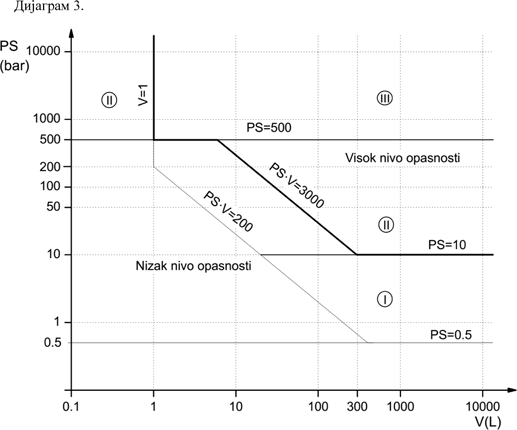 Дијаграм 3.
PS
(bar)
10000
1000
500
200
100
50
10
1
0.5
II
V=1
III
PS=500
Visok nivo opasnosti
PS·V=3000
PS·V=200
II
PS=10
Nizak nivo opasnosti
I
PS=0.5
0.1
1
10
100
300
1000
10000
V(L)